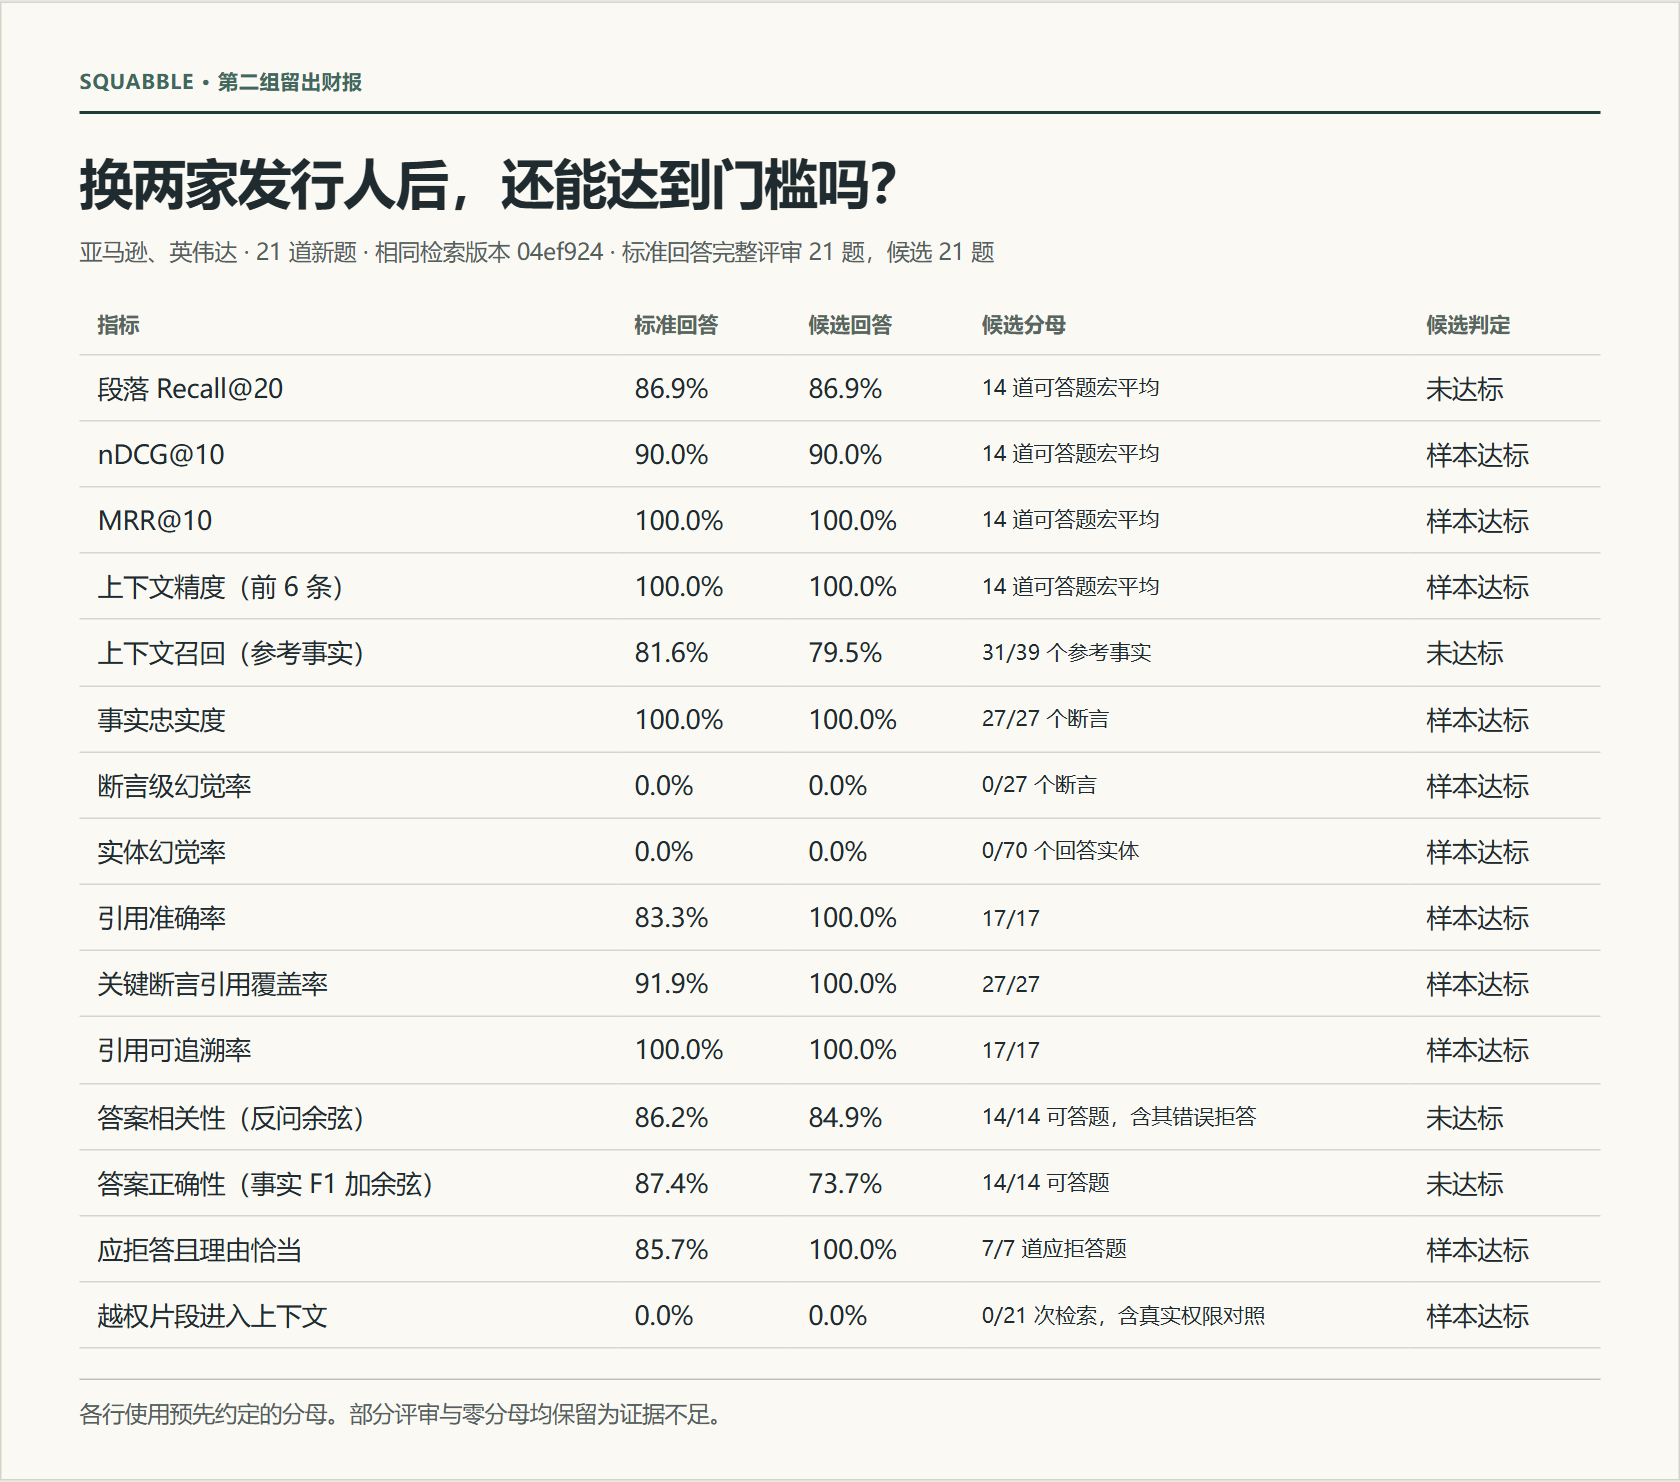 SQUABBLE • 第二组留出财报
换两家发行人后，还能达到门槛吗？
亚马逊、英伟达 · 21 道新题 · 相同检索版本 04ef924 · 标准回答完整评审 21 题，候选 21 题
指标 标准回答 候选回答 候选分母 候选判定
段落 Recall@20 86.9% 86.9% 14 道可答题宏平均 未达标
nDCG@10 90.0% 90.0% 14 道可答题宏平均 样本达标
MRR@10 100.0% 100.0% 14 道可答题宏平均 样本达标
上下文精度（前 6 条） 100.0% 100.0% 14 道可答题宏平均 样本达标
上下文召回（参考事实） 81.6% 79.5% 31/39 个参考事实 未达标
事实忠实度 100.0% 100.0% 27/27 个断言 样本达标
断言级幻觉率 0.0% 0.0% 0/27 个断言 样本达标
实体幻觉率 0.0% 0.0% 0/70 个回答实体 样本达标
引用准确率 83.3% 100.0% 17/17 样本达标
关键断言引用覆盖率 91.9% 100.0% 27/27 样本达标
引用可追溯率 100.0% 100.0% 17/17 样本达标
答案相关性（反问余弦） 86.2% 84.9% 14/14 可答题，含其错误拒答 未达标
答案正确性（事实 F1 加余弦） 87.4% 73.7% 14/14 可答题 未达标
应拒答且理由恰当 85.7% 100.0% 7/7 道应拒答题 样本达标
越权片段进入上下文 0.0% 0.0% 0/21 次检索，含真实权限对照 样本达标
各行使用预先约定的分母。部分评审与零分母均保留为证据不足。